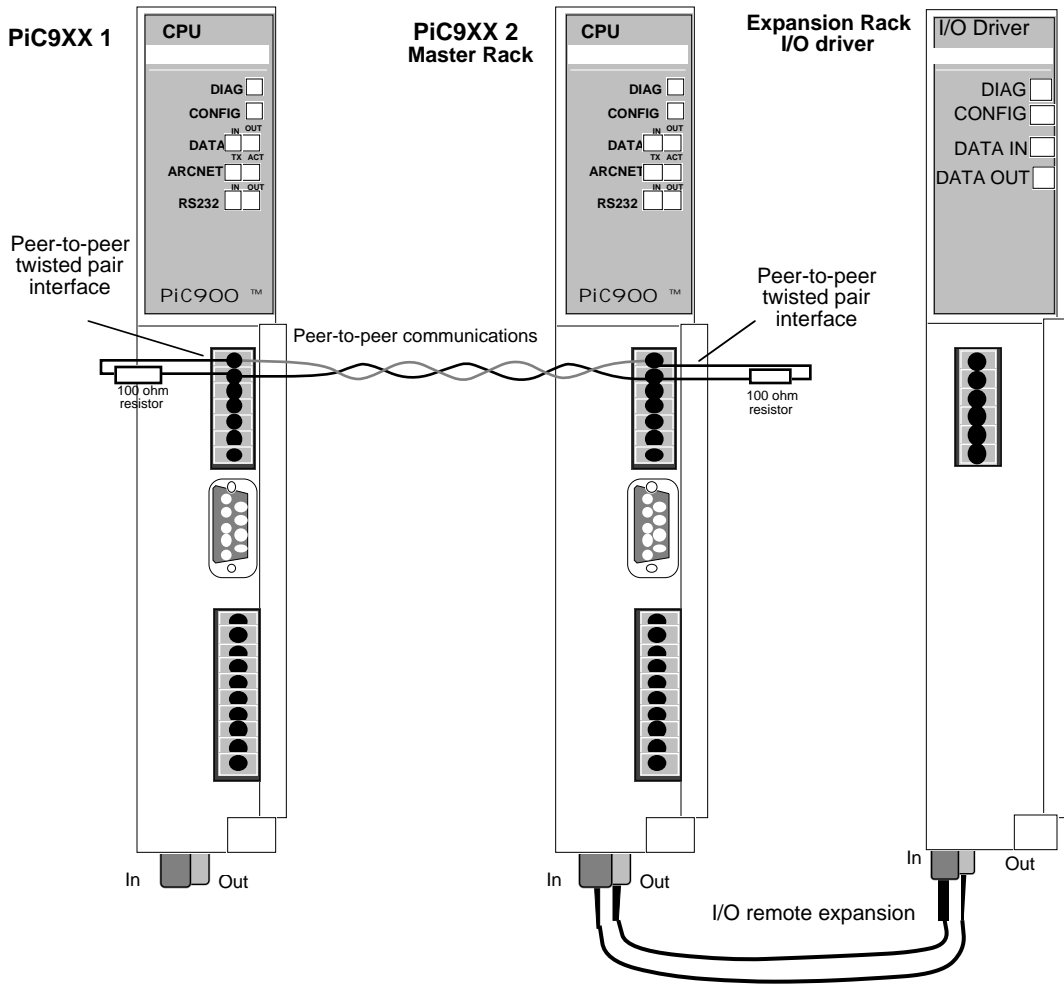 PiC9XX 1
CPU
DIAG
CONFIG
IN OUT
DATA
TX ACT
ARCNET
IN OUT
RS232
PiC900 ™
Peer-to-peer
twisted pair
interface
100 ohm
resistor
In
Out
Peer-to-peer communications
PiC9XX 2
Master Rack
CPU
DIAG
CONFIG
IN OUT
DATA
TX ACT
ARCNET
IN OUT
RS232
PiC900 ™
Peer-to-peer
twisted pair
interface
100 ohm
resistor
In
Out
Expansion Rack
I/O driver
I/O Driver
DIAG
CONFIG
DATA IN
DATA OUT
In
Out
I/O remote expansion